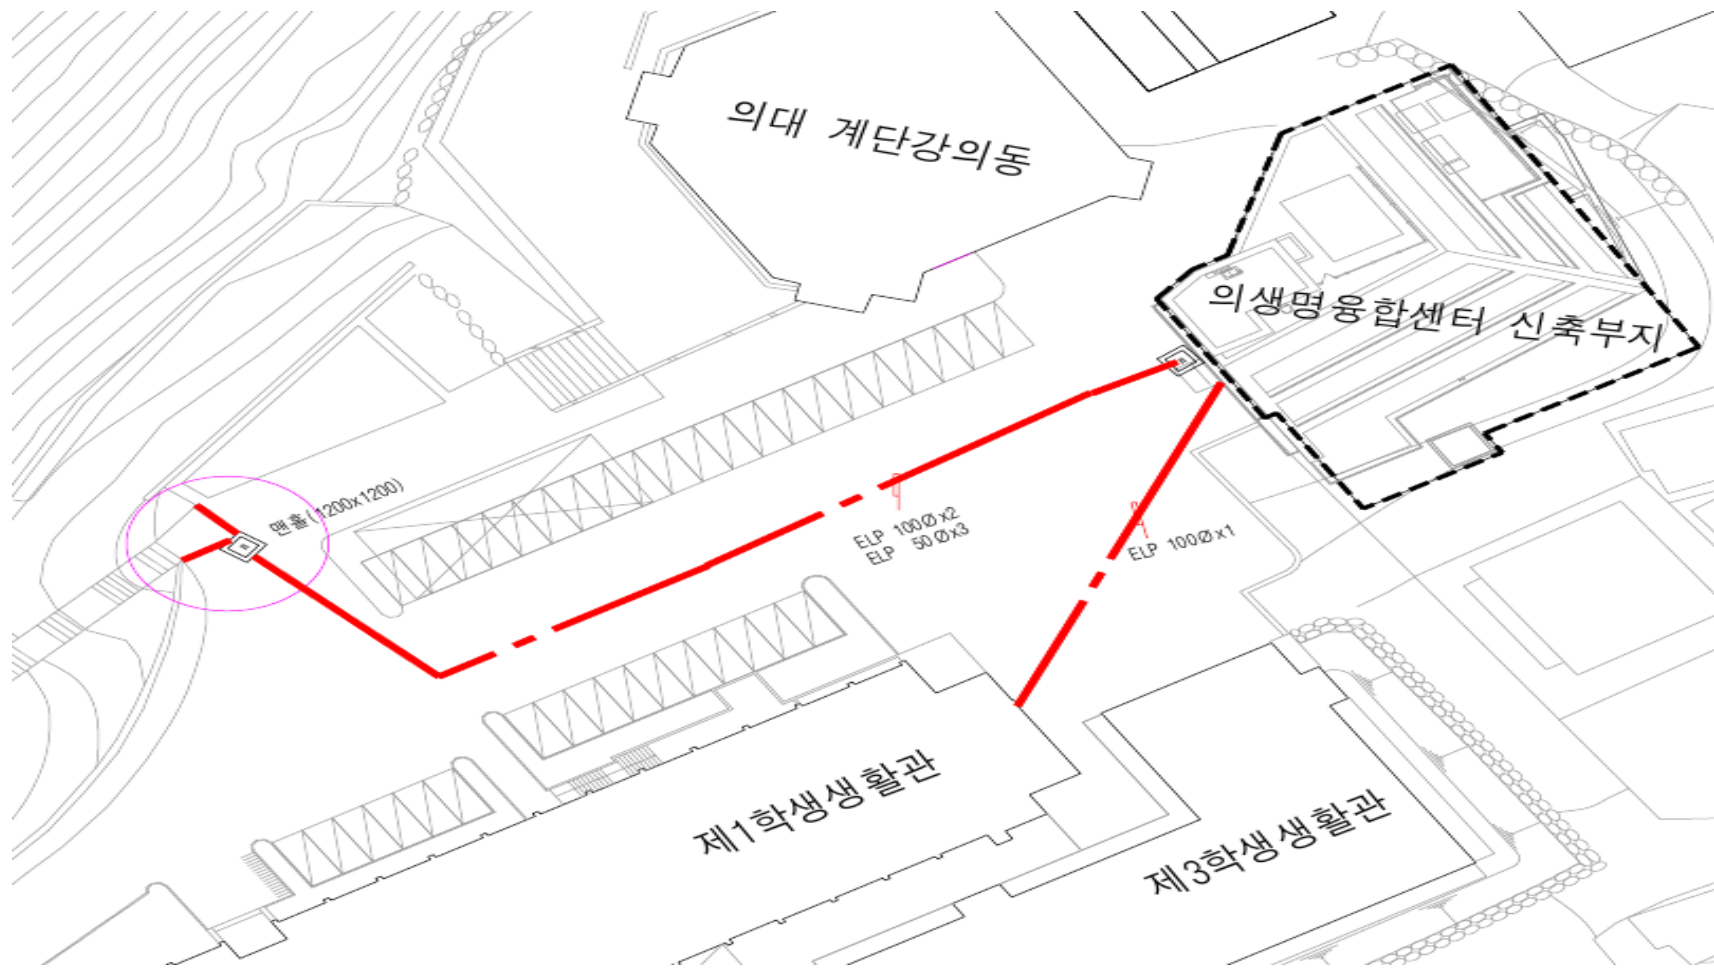 의대 계단강의동
의생명융합센터 신축부지
맨홀(1200x1200)
ELP 100Ø x2
ELP 50 Ø x3
ELP 100Ø x1
제1학생생활관
제3학생생활관